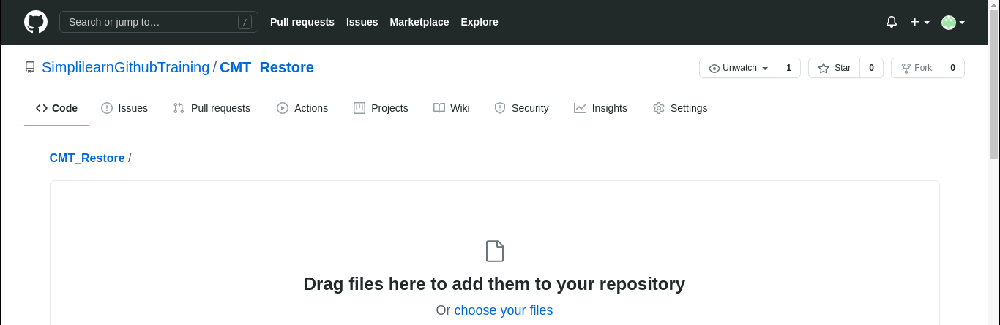 Search or jump to… / Pull requests Issues Marketplace Explore
SimplilearnGithubTraining / CMT_Restore Unwatch 1 Star 0 Fork 0
Code Issues Pull requests Actions Projects Wiki Security Insights Settings
CMT_Restore /
Drag files here to add them to your repository
Or choose your files